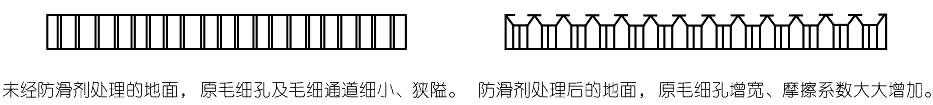 未经防滑剂处理的地面，原毛细孔及毛细通道细小、狭隘。
防滑剂处理后的地面，原毛细孔增宽、摩擦系数大大增加。